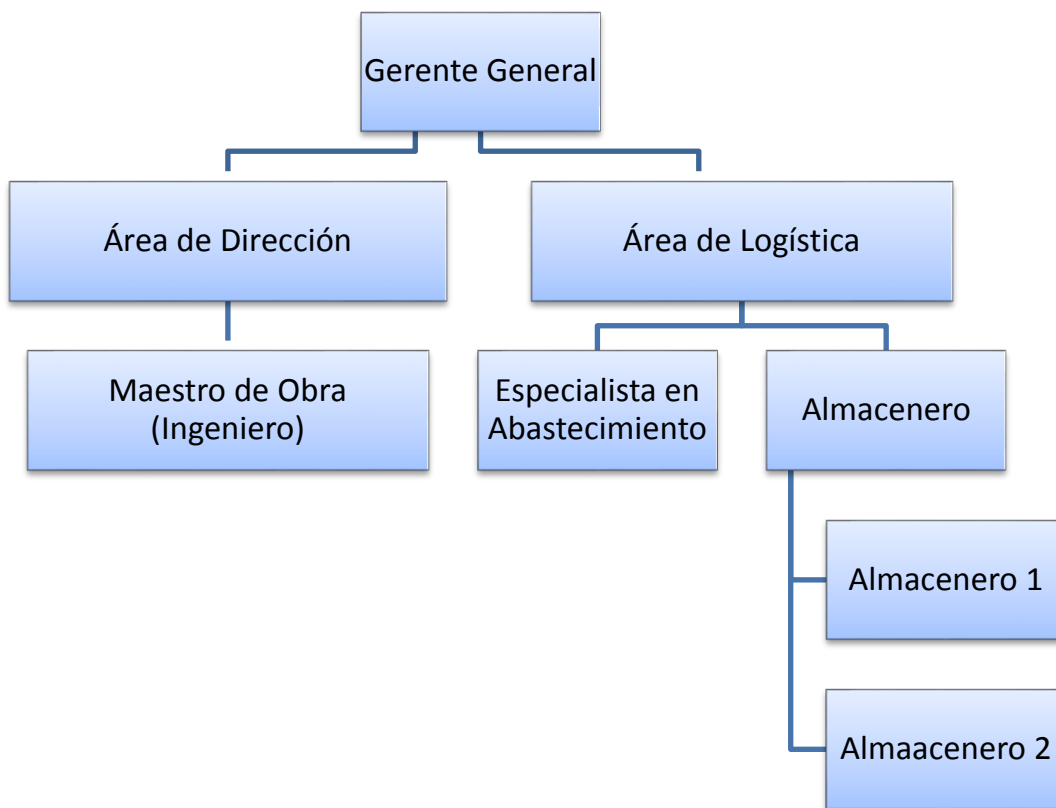 Gerente General
Área de Dirección
Área de Logística
Maestro de Obra
(Ingeniero)
Especialista en
Abastecimiento
Almacenero
Almacenero 1
Almaacenero 2